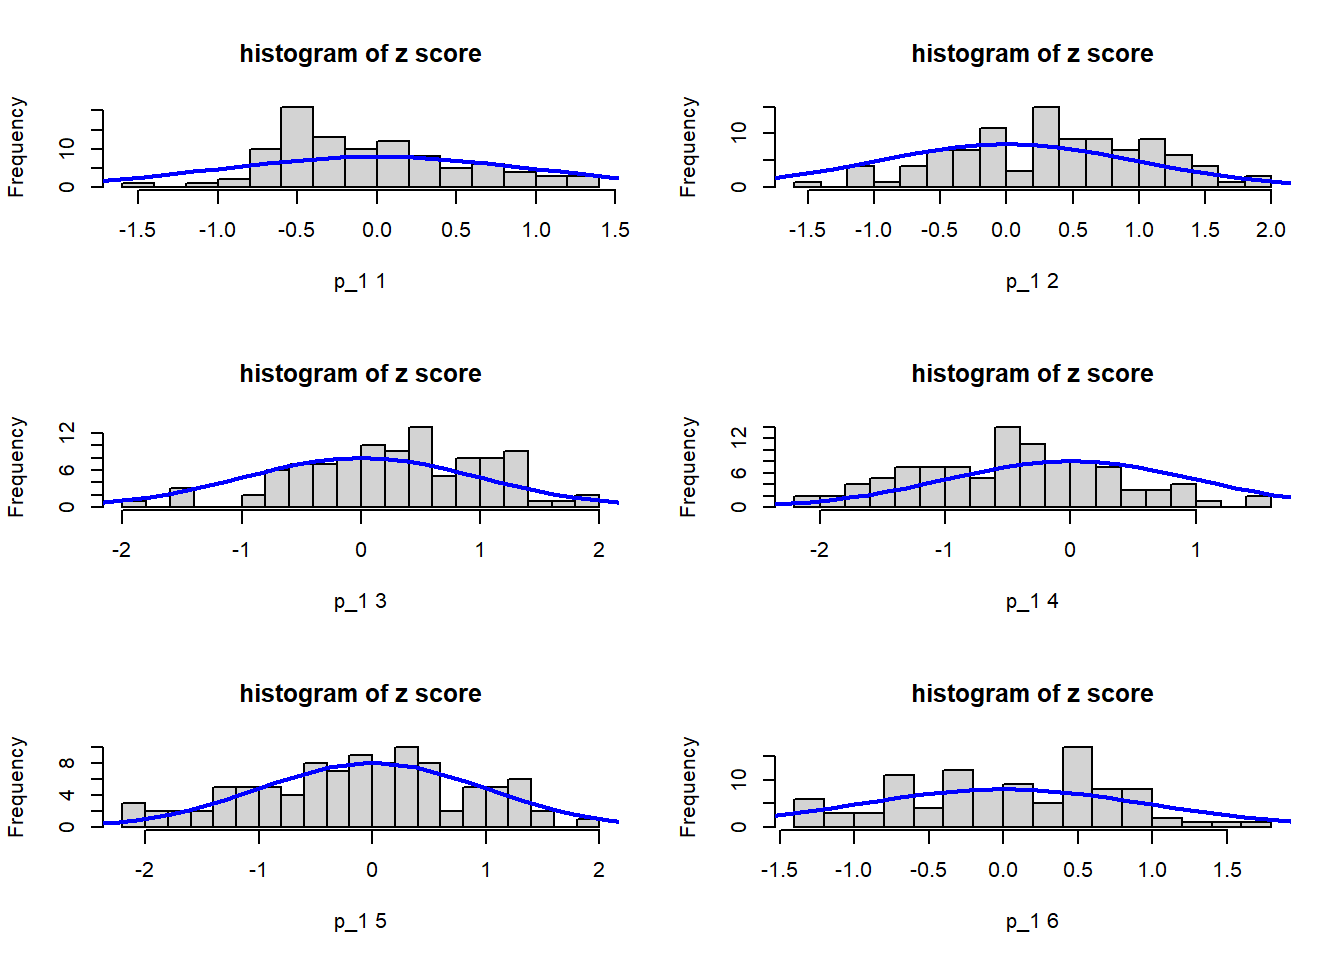 histogram of z score
Frequency
0 10
-1.5 -1.0 -0.5 0.0 0.5 1.0 1.5
p_1 1
histogram of z score
Frequency
0 10
-1.5 -1.0 -0.5 0.0 0.5 1.0 1.5 2.0
p_1 2
histogram of z score
Frequency
0 6 12
-2 -1 0 1 2
p_1 3
histogram of z score
Frequency
0 6 12
-2 -1 0 1
p_1 4
histogram of z score
Frequency
0 4 8
-2 -1 0 1 2
p_1 5
histogram of z score
Frequency
0 10
-1.5 -1.0 -0.5 0.0 0.5 1.0 1.5
p_1 6